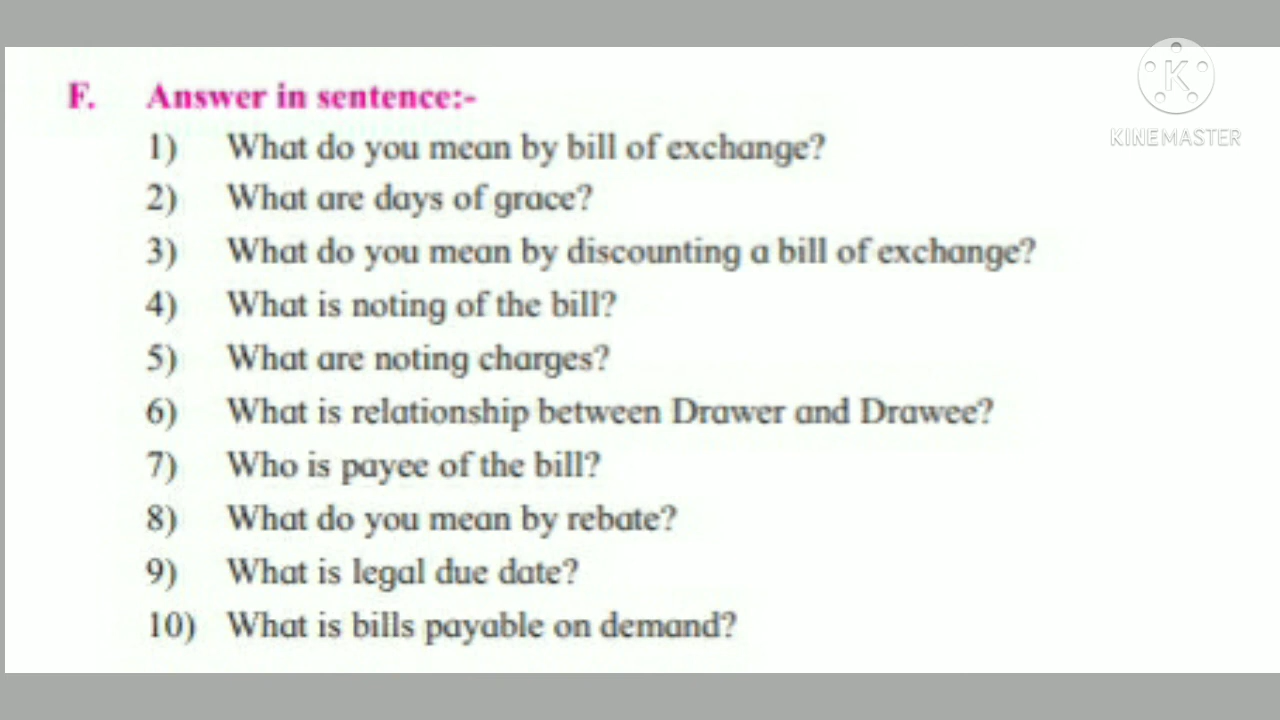 F. Answer in sentence:-
1) What do you mean by bill of exchange?
2) What are days of grace?
3) What do you mean by discounting a bill of exchange?
4) What is noting of the bill?
5) What are noting charges?
6) What is relationship between Drawer and Drawee?
7) Who is payee of the bill?
8) What do you mean by rebate?
9) What is legal due date?
10) What is bills payable on demand?
K
KINEMASTER